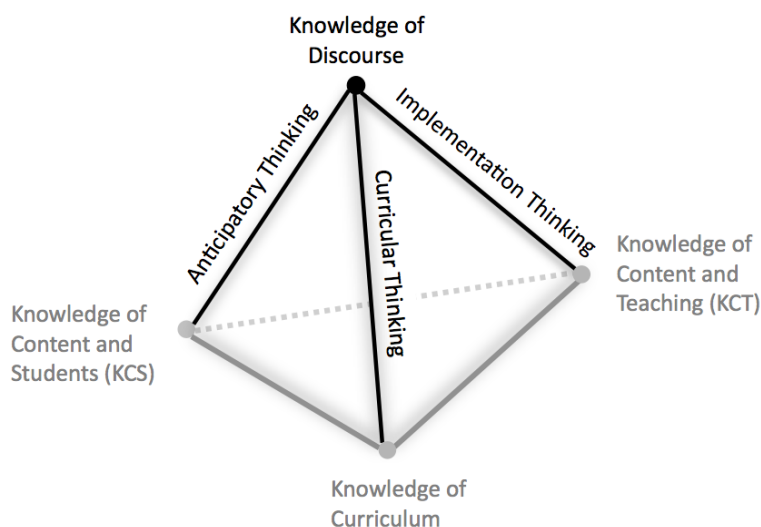 Knowledge of
Discourse
Anticipatory Thinking
Implementation Thinking
Curricular Thinking
Knowledge of
Content and
Teaching (KCT)
Knowledge of
Content and
Students (KCS)
Knowledge of
Curriculum